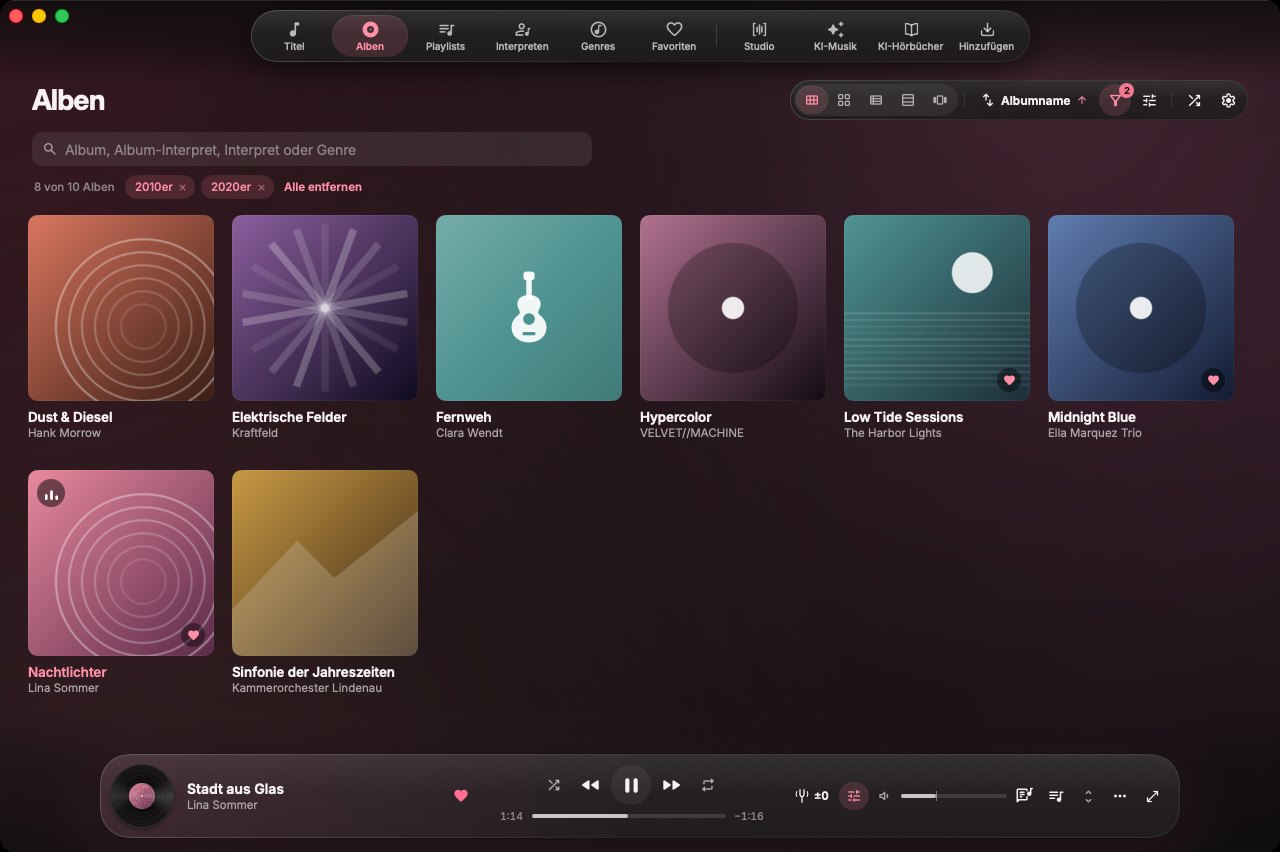 Titel
Alben
Playlists
Interpreten
Genres
Favoriten
Studio
KI-Musik
KI-Hörbücher
Hinzufügen
Alben
Albumname
2
Album, Album-Interpret, Interpret oder Genre
8 von 10 Alben
2010er ×
2020er ×
Alle entfernen
Dust & Diesel
Hank Morrow
Elektrische Felder
Kraftfeld
Fernweh
Clara Wendt
Hypercolor
VELVET//MACHINE
Low Tide Sessions
The Harbor Lights
Midnight Blue
Ella Marquez Trio
Nachtlichter
Lina Sommer
Sinfonie der Jahreszeiten
Kammerorchester Lindenau
Stadt aus Glas
Lina Sommer
1:14
−1:16
±0